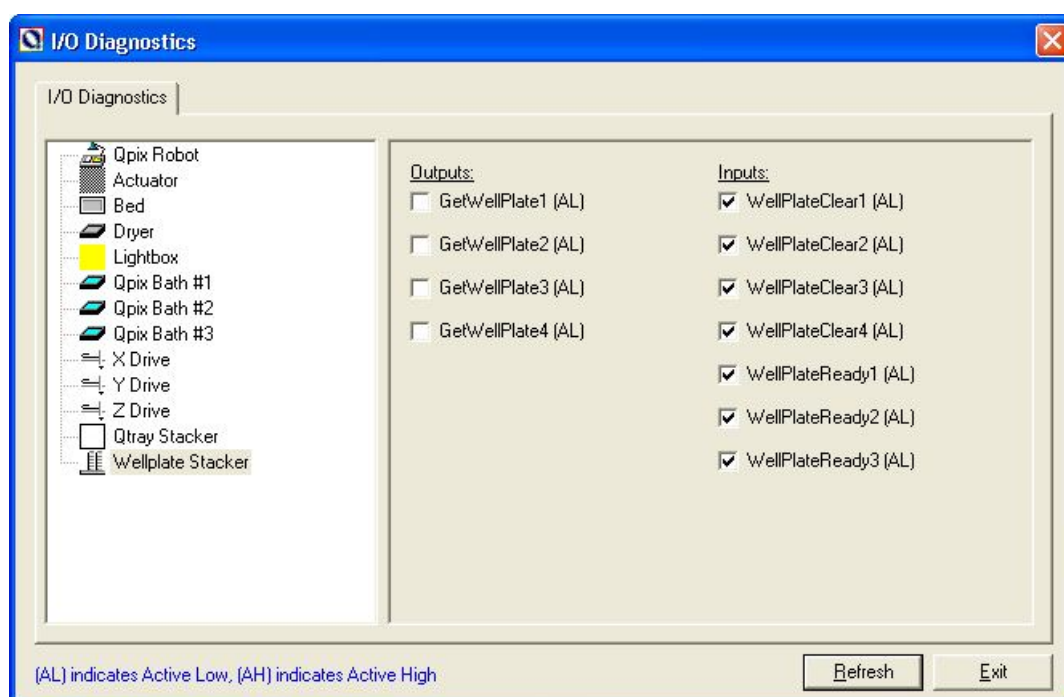 I/O Diagnostics
I/O Diagnostics
Qpix Robot
Actuator
Bed
Dryer
Lightbox
Qpix Bath #1
Qpix Bath #2
Qpix Bath #3
X Drive
Y Drive
Z Drive
Qtray Stacker
Wellplate Stacker
Outputs:
GetWellPlate1 (AL)
GetWellPlate2 (AL)
GetWellPlate3 (AL)
GetWellPlate4 (AL)
Inputs:
WellPlateClear1 (AL)
WellPlateClear2 (AL)
WellPlateClear3 (AL)
WellPlateClear4 (AL)
WellPlateReady1 (AL)
WellPlateReady2 (AL)
WellPlateReady3 (AL)
(AL) indicates Active Low, (AH) indicates Active High
Refresh
Exit